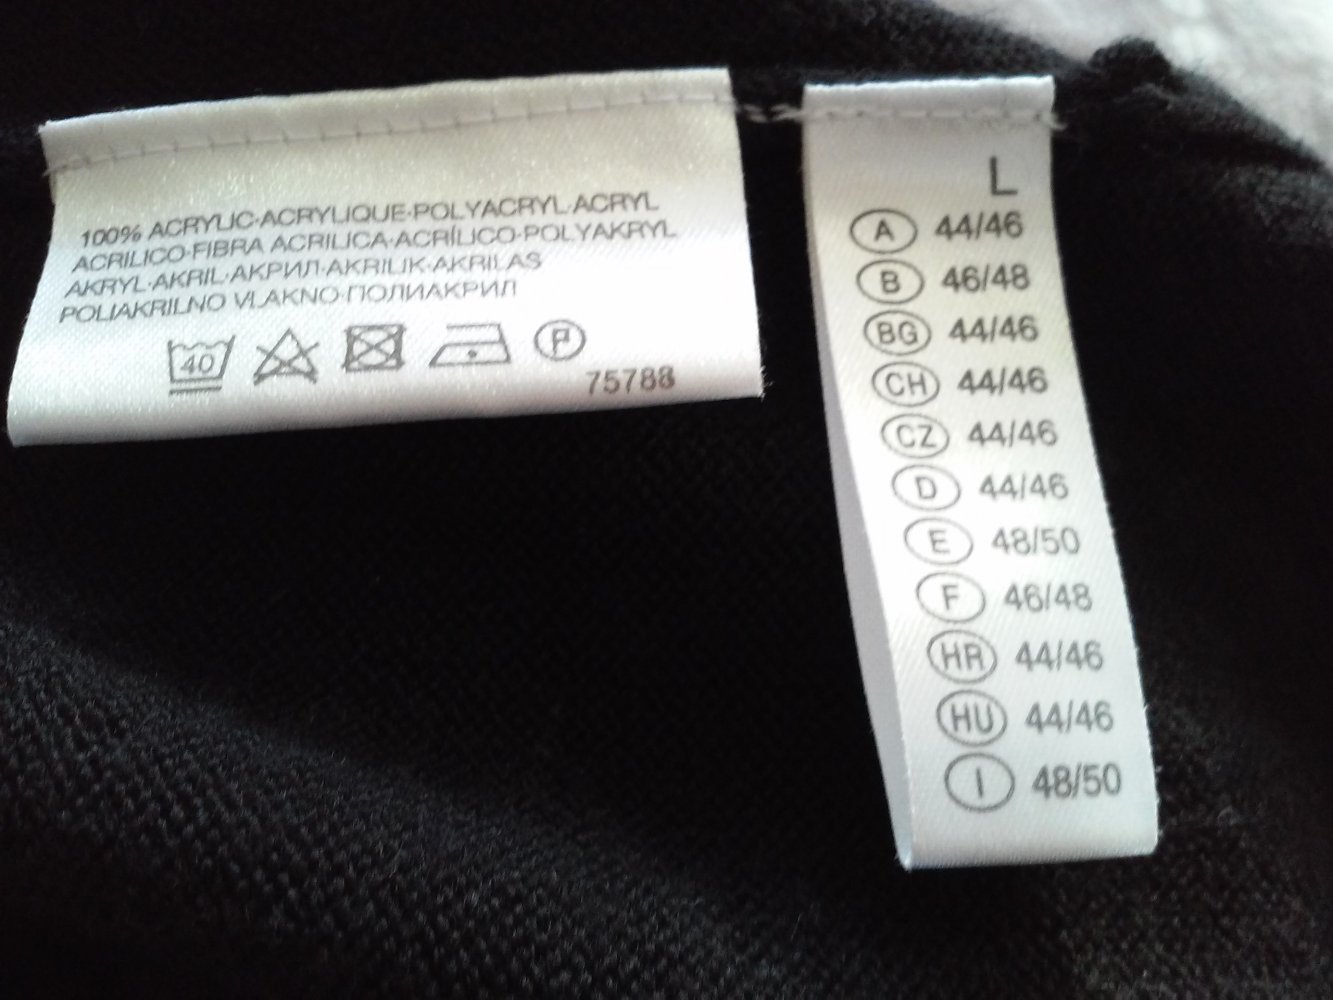 100% ACRYLIC·ACRYLIQUE·POLYACRYL·ACRYL
ACRILICO·FIBRA ACRILICA·ACRÍLICO·POLYAKRYL
AKRYL·AKRIL·АКРИЛ·AKRILIK·AKRILAS
POLIAKRILNO VLAKNO·ПОЛИАКРИЛ
40 P
75788
L
A 44/46
B 46/48
BG 44/46
CH 44/46
CZ 44/46
D 44/46
E 48/50
F 46/48
HR 44/46
HU 44/46
I 48/50